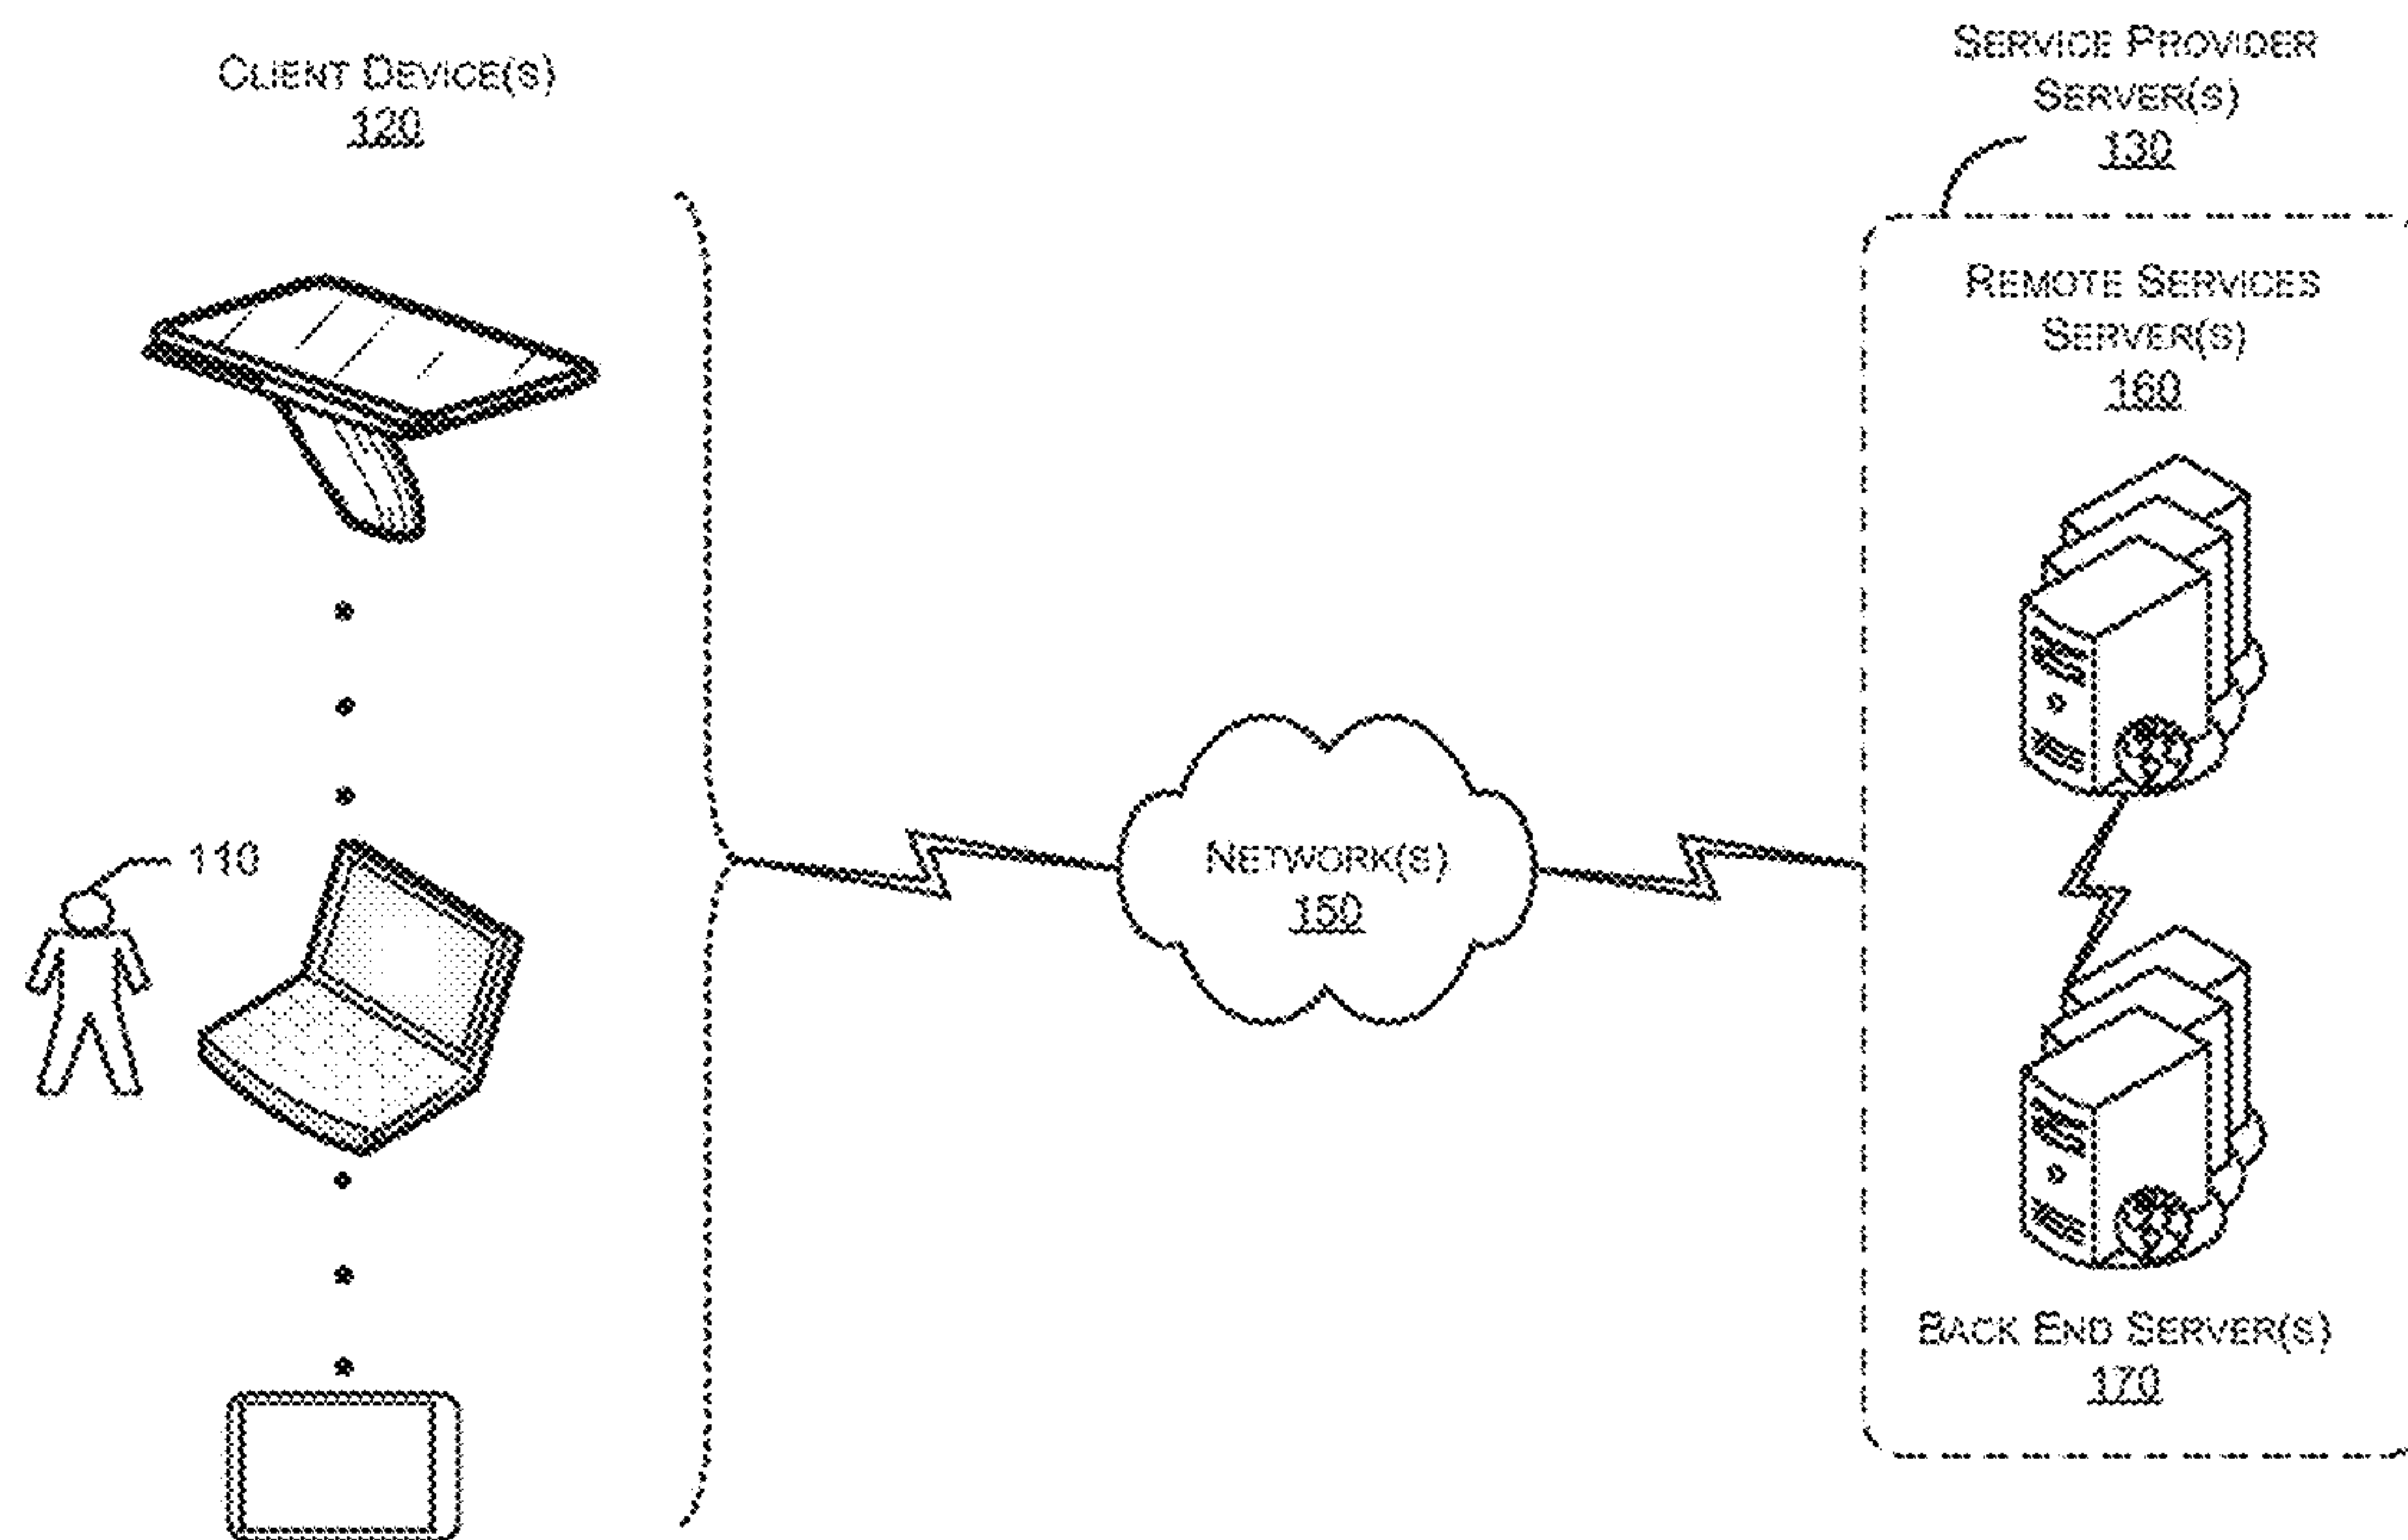 CLIENT DEVICE(S)
120
SERVICE PROVIDER
SERVER(S)
130
REMOTE SERVICES
SERVER(S)
160
110
NETWORK(S)
150
BACK END SERVER(S)
170